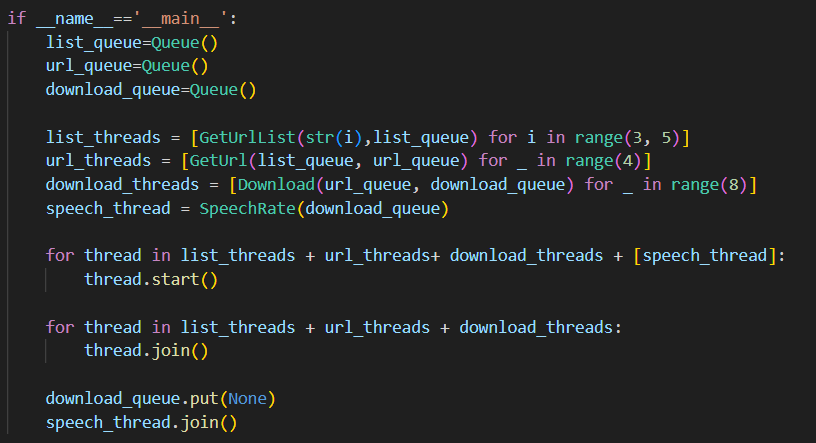 if __name__=='__main__':
    list_queue=Queue()
    url_queue=Queue()
    download_queue=Queue()

    list_threads = [GetUrlList(str(i),list_queue) for i in range(3, 5)]
    url_threads = [GetUrl(list_queue, url_queue) for _ in range(4)]
    download_threads = [Download(url_queue, download_queue) for _ in range(8)]
    speech_thread = SpeechRate(download_queue)

    for thread in list_threads + url_threads+ download_threads + [speech_thread]:
        thread.start()

    for thread in list_threads + url_threads + download_threads:
        thread.join()

    download_queue.put(None)
    speech_thread.join()